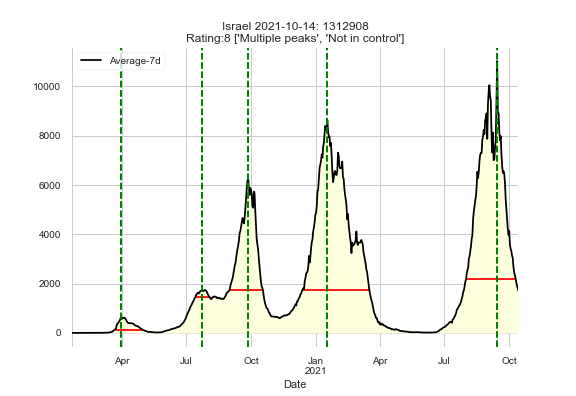 Israel 2021-10-14: 1312908
Rating:8 ['Multiple peaks', 'Not in control']
Average-7d
10000
8000
6000
4000
2000
0
Apr
Jul
Oct
Jan
2021
Apr
Jul
Oct
Date